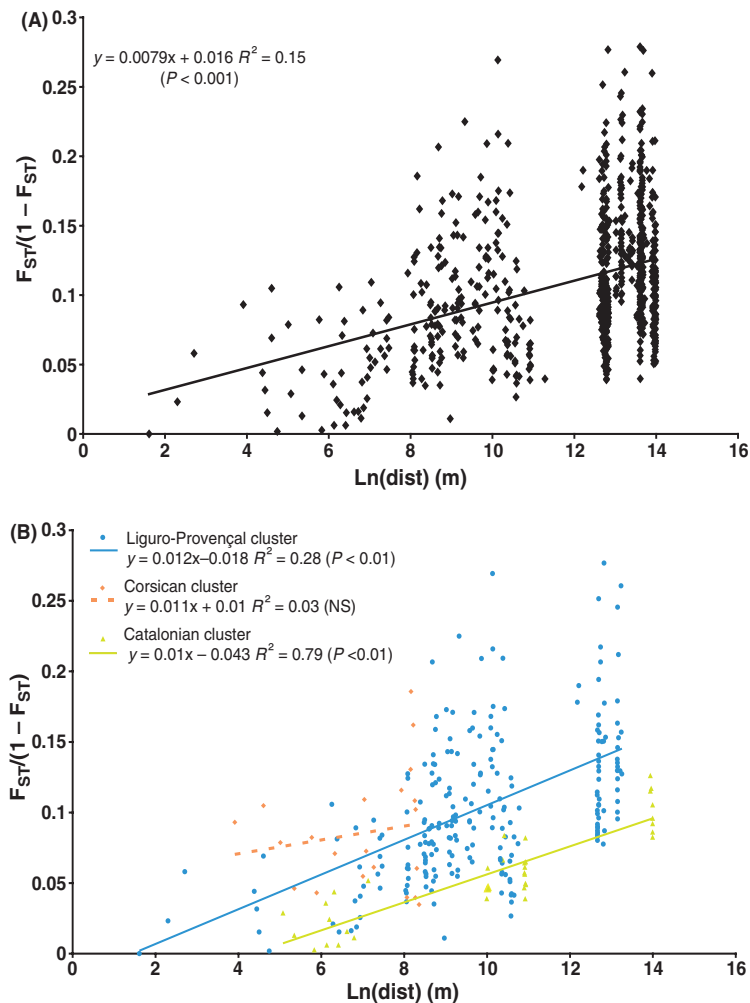 (A)
0.3
y = 0.0079x + 0.016 R² = 0.15
(P < 0.001)
0.25
0.2
0.15
0.1
0.05
0
F_ST/(1 – F_ST)
0 2 4 6 8 10 12 14 16
Ln(dist) (m)
(B)
0.3
Liguro-Provençal cluster
y = 0.012x–0.018 R² = 0.28 (P < 0.01)
Corsican cluster
y = 0.011x + 0.01 R² = 0.03 (NS)
Catalonian cluster
y = 0.01x – 0.043 R² = 0.79 (P <0.01)
0.25
0.2
0.15
0.1
0.05
0
F_ST/(1 – F_ST)
0 2 4 6 8 10 12 14 16
Ln(dist) (m)